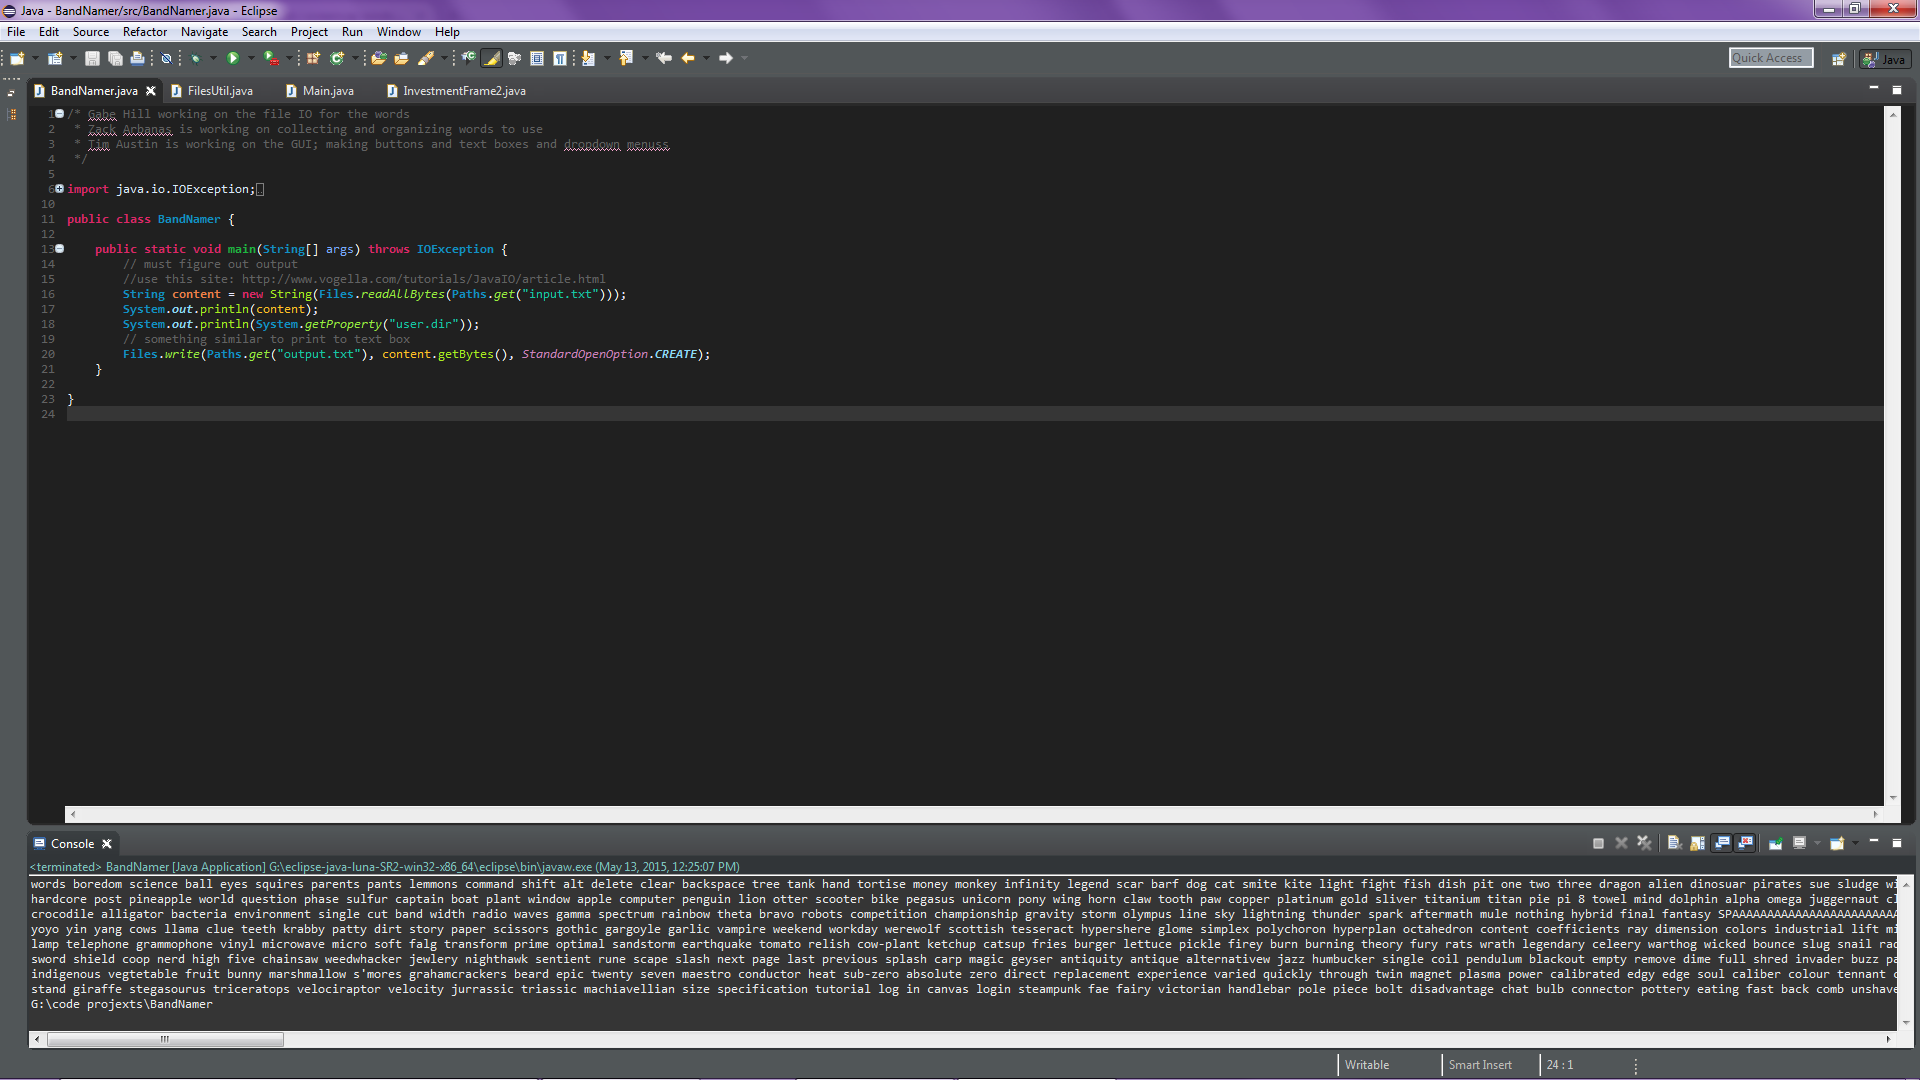 Java - BandNamer/src/BandNamer.java - Eclipse
File Edit Source Refactor Navigate Search Project Run Window Help
Quick Access
Java
BandNamer.java FilesUtil.java Main.java InvestmentFrame2.java
1 /* Gabe Hill working on the file IO for the words
2 * Zack Arbanas is working on collecting and organizing words to use
3 * Tim Austin is working on the GUI; making buttons and text boxes and dropdown menuss
4 */
5
6 import java.io.IOException;
10
11 public class BandNamer {
12
13 public static void main(String[] args) throws IOException {
14 // must figure out output
15 //use this site: http://www.vogella.com/tutorials/JavaIO/article.html
16 String content = new String(Files.readAllBytes(Paths.get("input.txt")));
17 System.out.println(content);
18 System.out.println(System.getProperty("user.dir"));
19 // something similar to print to text box
20 Files.write(Paths.get("output.txt"), content.getBytes(), StandardOpenOption.CREATE);
21 }
22
23 }
24
Console
<terminated> BandNamer [Java Application] G:\eclipse-java-luna-SR2-win32-x86_64\eclipse\bin\javaw.exe (May 13, 2015, 12:25:07 PM)
words boredom science ball eyes squires parents pants lemmons command shift alt delete clear backspace tree tank hand tortise money monkey infinity legend scar barf dog cat smite kite light fight fish dish pit one two three dragon alien dinosuar pirates sue sludge wi
hardcore post pineapple world question phase sulfur captain boat plant window apple computer penguin lion otter scooter bike pegasus unicorn pony wing horn claw tooth paw copper platinum gold sliver titanium titan pie pi 8 towel mind dolphin alpha omega juggernaut cl
crocodile alligator bacteria environment single cut band width radio waves gamma spectrum rainbow theta bravo robots competition championship gravity storm olympus line sky lightning thunder spark aftermath mule nothing hybrid final fantasy SPAAAAAAAAAAAAAAAAAAAAAAAA
yoyo yin yang cows llama clue teeth krabby patty dirt story paper scissors gothic gargoyle garlic vampire weekend workday werewolf scottish tesseract hypershere glome simplex polychoron hyperplan octahedron content coefficients ray dimension colors industrial lift mi
lamp telephone grammophone vinyl microwave micro soft falg transform prime optimal sandstorm earthquake tomato relish cow-plant ketchup catsup fries burger lettuce pickle firey burn burning theory fury rats wrath legendary celeery warthog wicked bounce slug snail rac
sword shield coop nerd high five chainsaw weedwhacker jewlery nighthawk sentient rune scape slash next page last previous splash carp magic geyser antiquity antique alternativew jazz humbucker single coil pendulum blackout empty remove dime full shred invader buzz pa
indigenous vegtetable fruit bunny marshmallow s'mores grahamcrackers beard epic twenty seven maestro conductor heat sub-zero absolute zero direct replacement experience varied quickly through twin magnet plasma power calibrated edgy edge soul caliber colour tennant c
stand giraffe stegasourus triceratops velociraptor velocity jurrassic triassic machiavellian size specification tutorial log in canvas login steampunk fae fairy victorian handlebar pole piece bolt disadvantage chat bulb connector pottery eating fast back comb unshave
G:\code projexts\BandNamer
Writable Smart Insert 24 : 1